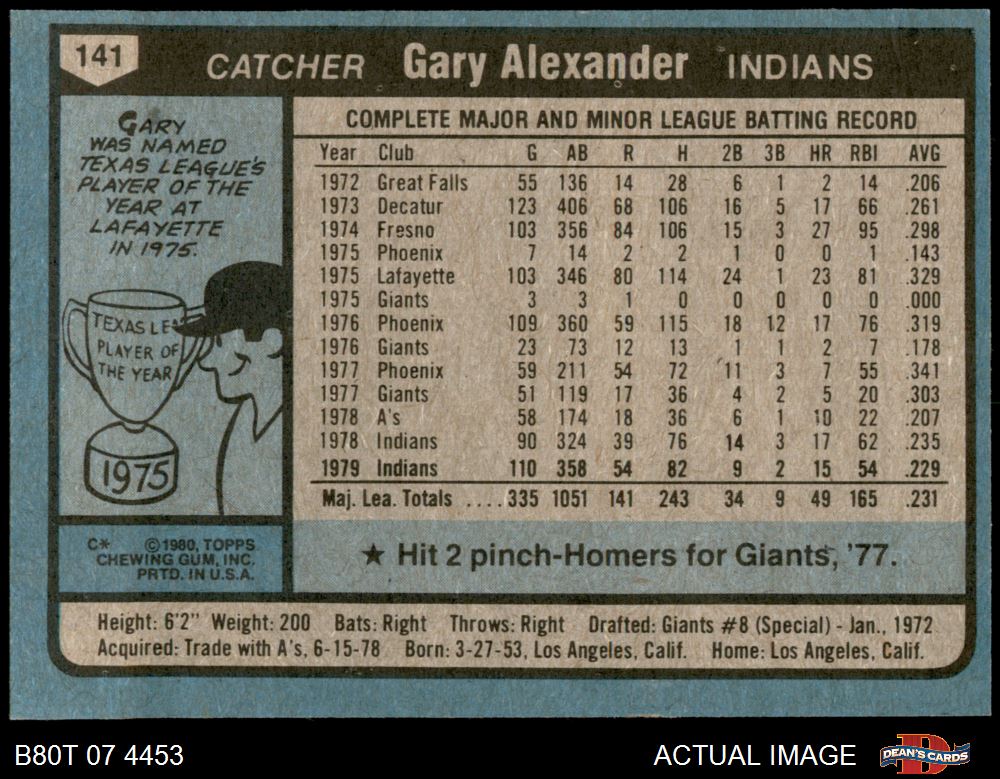 141 CATCHER Gary Alexander INDIANS
GARY
WAS NAMED
TEXAS LEAGUE'S
PLAYER OF THE
YEAR AT
LAFAYETTE
IN 1975.
TEXAS LE
PLAYER OF
THE YEAR
1975
C* ©1980, TOPPS
CHEWING GUM, INC.
PRTD. IN U.S.A.
COMPLETE MAJOR AND MINOR LEAGUE BATTING RECORD
Year Club G AB R H 2B 3B HR RBI AVG
1972 Great Falls 55 136 14 28 6 1 2 14 .206
1973 Decatur 123 406 68 106 16 5 17 66 .261
1974 Fresno 103 356 84 106 15 3 27 95 .298
1975 Phoenix 7 14 2 2 1 0 0 1 .143
1975 Lafayette 103 346 80 114 24 1 23 81 .329
1975 Giants 3 3 1 0 0 0 0 0 .000
1976 Phoenix 109 360 59 115 18 12 17 76 .319
1976 Giants 23 73 12 13 1 1 2 7 .178
1977 Phoenix 59 211 54 72 11 3 7 55 .341
1977 Giants 51 119 17 36 4 2 5 20 .303
1978 A's 58 174 18 36 6 1 10 22 .207
1978 Indians 90 324 39 76 14 3 17 62 .235
1979 Indians 110 358 54 82 9 2 15 54 .229
Maj. Lea. Totals ....335 1051 141 243 34 9 49 165 .231
★ Hit 2 pinch-Homers for Giants, '77.
Height: 6'2" Weight: 200 Bats: Right Throws: Right Drafted: Giants #8 (Special) - Jan., 1972
Acquired: Trade with A's, 6-15-78 Born: 3-27-53, Los Angeles, Calif. Home: Los Angeles, Calif.
B80T 07 4453 ACTUAL IMAGE DEAN'S CARDS